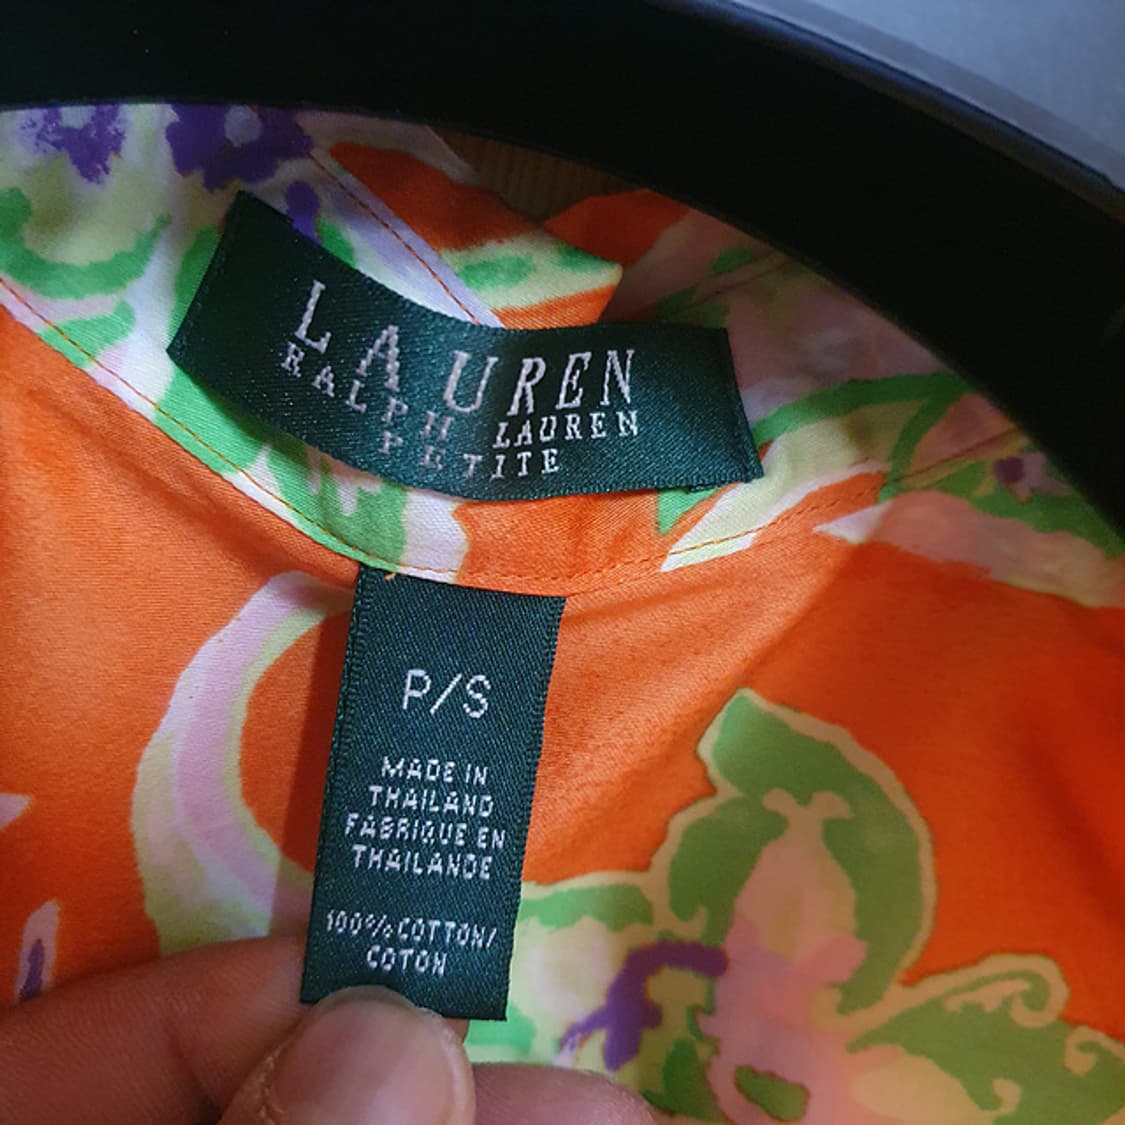 LAUREN
RALPH LAUREN
PETITE
P/S
MADE IN
THAILAND
FABRIQUE EN
THAILANDE
100% COTTON/
COTON